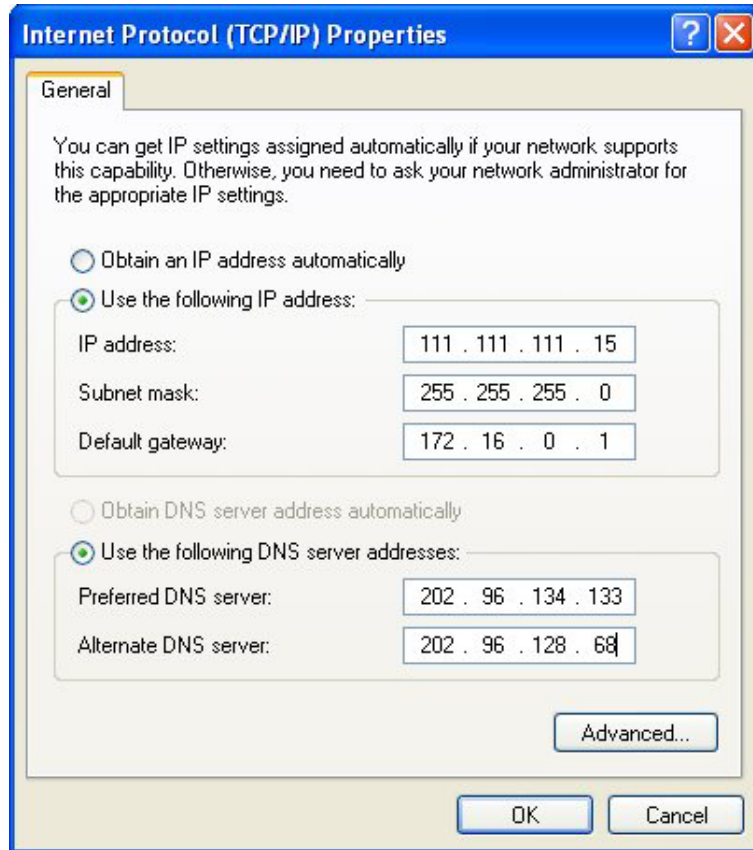 Internet Protocol (TCP/IP) Properties
General
You can get IP settings assigned automatically if your network supports
this capability. Otherwise, you need to ask your network administrator for
the appropriate IP settings.
Obtain an IP address automatically
Use the following IP address:
IP address: 111 . 111 . 111 . 15
Subnet mask: 255 . 255 . 255 . 0
Default gateway: 172 . 16 . 0 . 1
Obtain DNS server address automatically
Use the following DNS server addresses:
Preferred DNS server: 202 . 96 . 134 . 133
Alternate DNS server: 202 . 96 . 128 . 68
Advanced...
OK Cancel